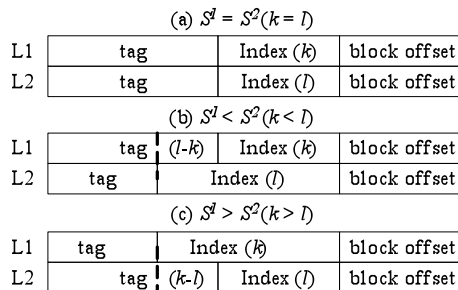 (a) S¹ = S²(k = l)
L1 tag Index (k) block offset
L2 tag Index (l) block offset
(b) S¹ < S²(k < l)
L1 tag (l-k) Index (k) block offset
L2 tag Index (l) block offset
(c) S¹ > S²(k > l)
L1 tag Index (k) block offset
L2 tag (k-l) Index (l) block offset